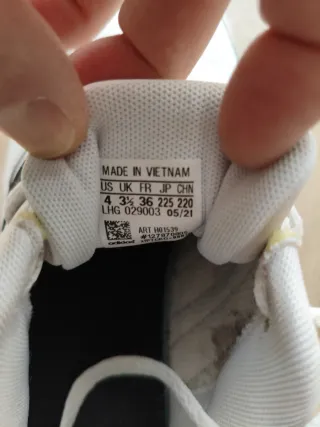 MADE IN VIETNAM
US UK FR JP CHN
4 3½ 36 225 220
LHG 029003 05/21
ART H01539
adidas